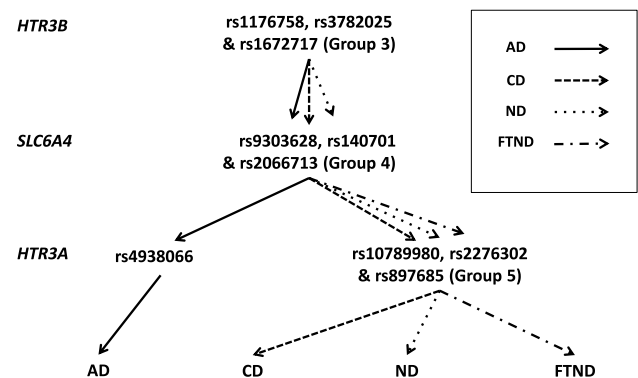 HTR3B
rs1176758, rs3782025
& rs1672717 (Group 3)
AD
CD
ND
FTND
SLC6A4
rs9303628, rs140701
& rs2066713 (Group 4)
HTR3A
rs4938066
rs10789980, rs2276302
& rs897685 (Group 5)
AD
CD
ND
FTND